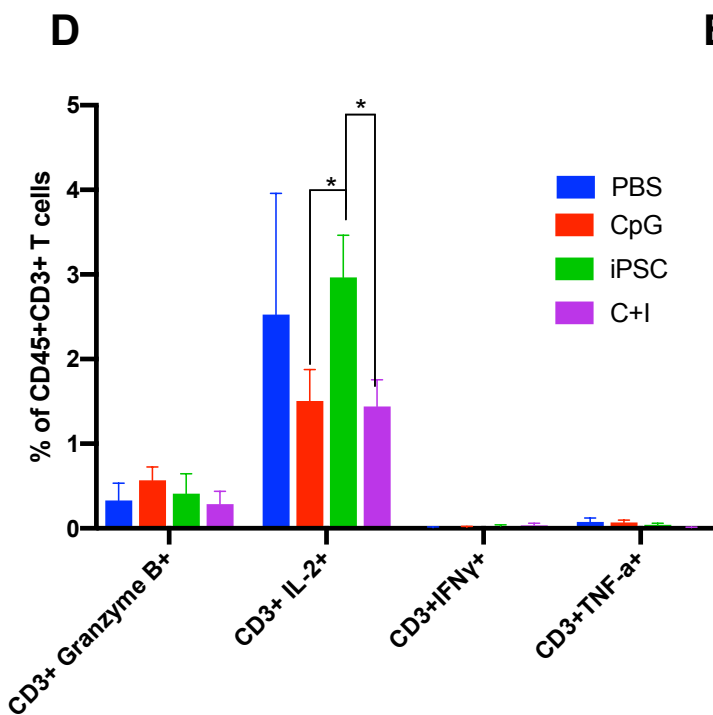 D
% of CD45+CD3+ T cells
5
4
3
2
1
0
*
*
PBS
CpG
iPSC
C+I
CD3+ Granzyme B+
CD3+ IL-2+
CD3+IFNγ+
CD3+TNF-a+